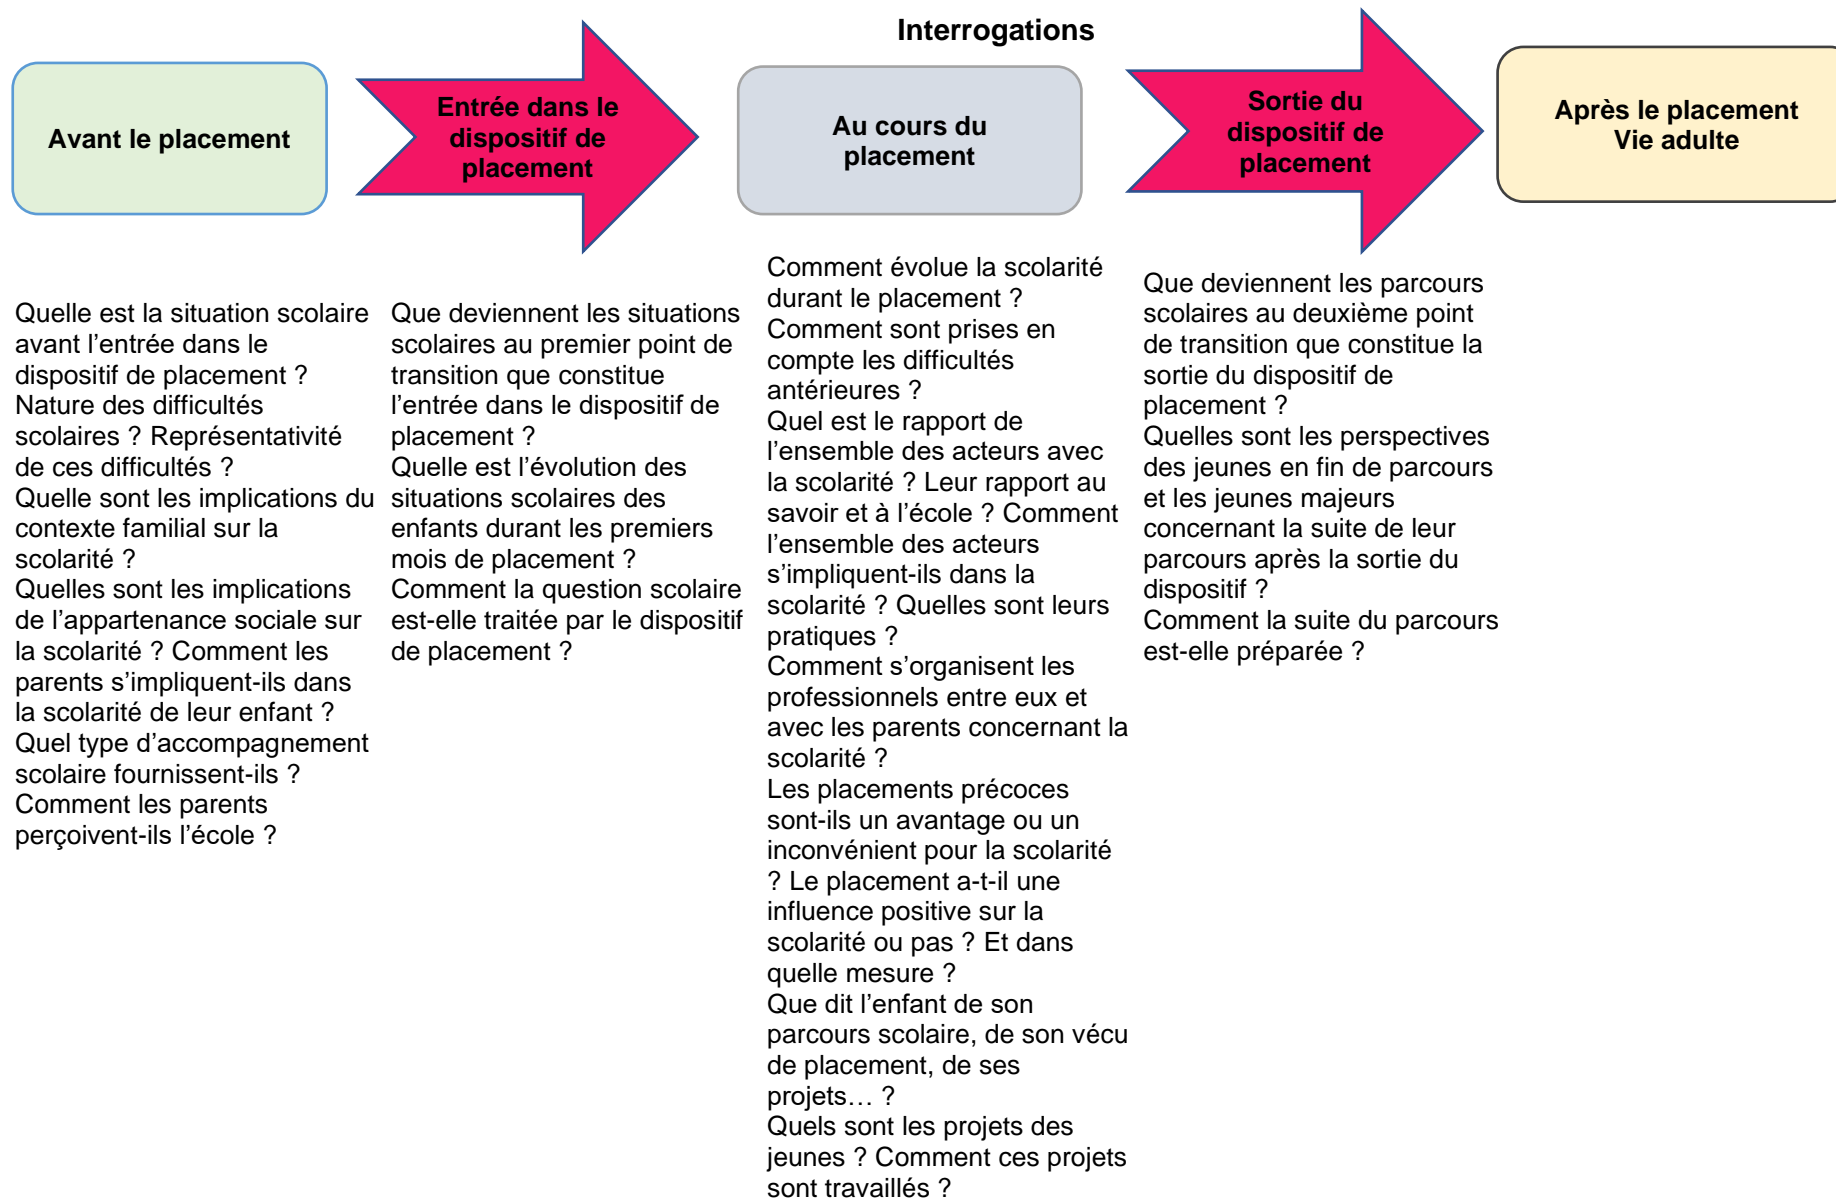 Interrogations
Avant le placement
Entrée dans le
dispositif de
placement
Au cours du
placement
Sortie du
dispositif de
placement
Après le placement
Vie adulte
Quelle est la situation scolaire
avant l’entrée dans le
dispositif de placement ?
Nature des difficultés
scolaires ? Représentativité
de ces difficultés ?
Quelle sont les implications du
contexte familial sur la
scolarité ?
Quelles sont les implications
de l’appartenance sociale sur
la scolarité ? Comment les
parents s’impliquent-ils dans
la scolarité de leur enfant ?
Quel type d’accompagnement
scolaire fournissent-ils ?
Comment les parents
perçoivent-ils l’école ?
Que deviennent les situations
scolaires au premier point de
transition que constitue
l’entrée dans le dispositif de
placement ?
Quelle est l’évolution des
situations scolaires des
enfants durant les premiers
mois de placement ?
Comment la question scolaire
est-elle traitée par le dispositif
de placement ?
Comment évolue la scolarité
durant le placement ?
Comment sont prises en
compte les difficultés
antérieures ?
Quel est le rapport de
l’ensemble des acteurs avec
la scolarité ? Leur rapport au
savoir et à l’école ? Comment
l’ensemble des acteurs
s’impliquent-ils dans la
scolarité ? Quelles sont leurs
pratiques ?
Comment s’organisent les
professionnels entre eux et
avec les parents concernant la
scolarité ?
Les placements précoces
sont-ils un avantage ou un
inconvénient pour la scolarité
? Le placement a-t-il une
influence positive sur la
scolarité ou pas ? Et dans
quelle mesure ?
Que dit l’enfant de son
parcours scolaire, de son vécu
de placement, de ses
projets… ?
Quels sont les projets des
jeunes ? Comment ces projets
sont travaillés ?
Que deviennent les parcours
scolaires au deuxième point
de transition que constitue la
sortie du dispositif de
placement ?
Quelles sont les perspectives
des jeunes en fin de parcours
et les jeunes majeurs
concernant la suite de leur
parcours après la sortie du
dispositif ?
Comment la suite du parcours
est-elle préparée ?